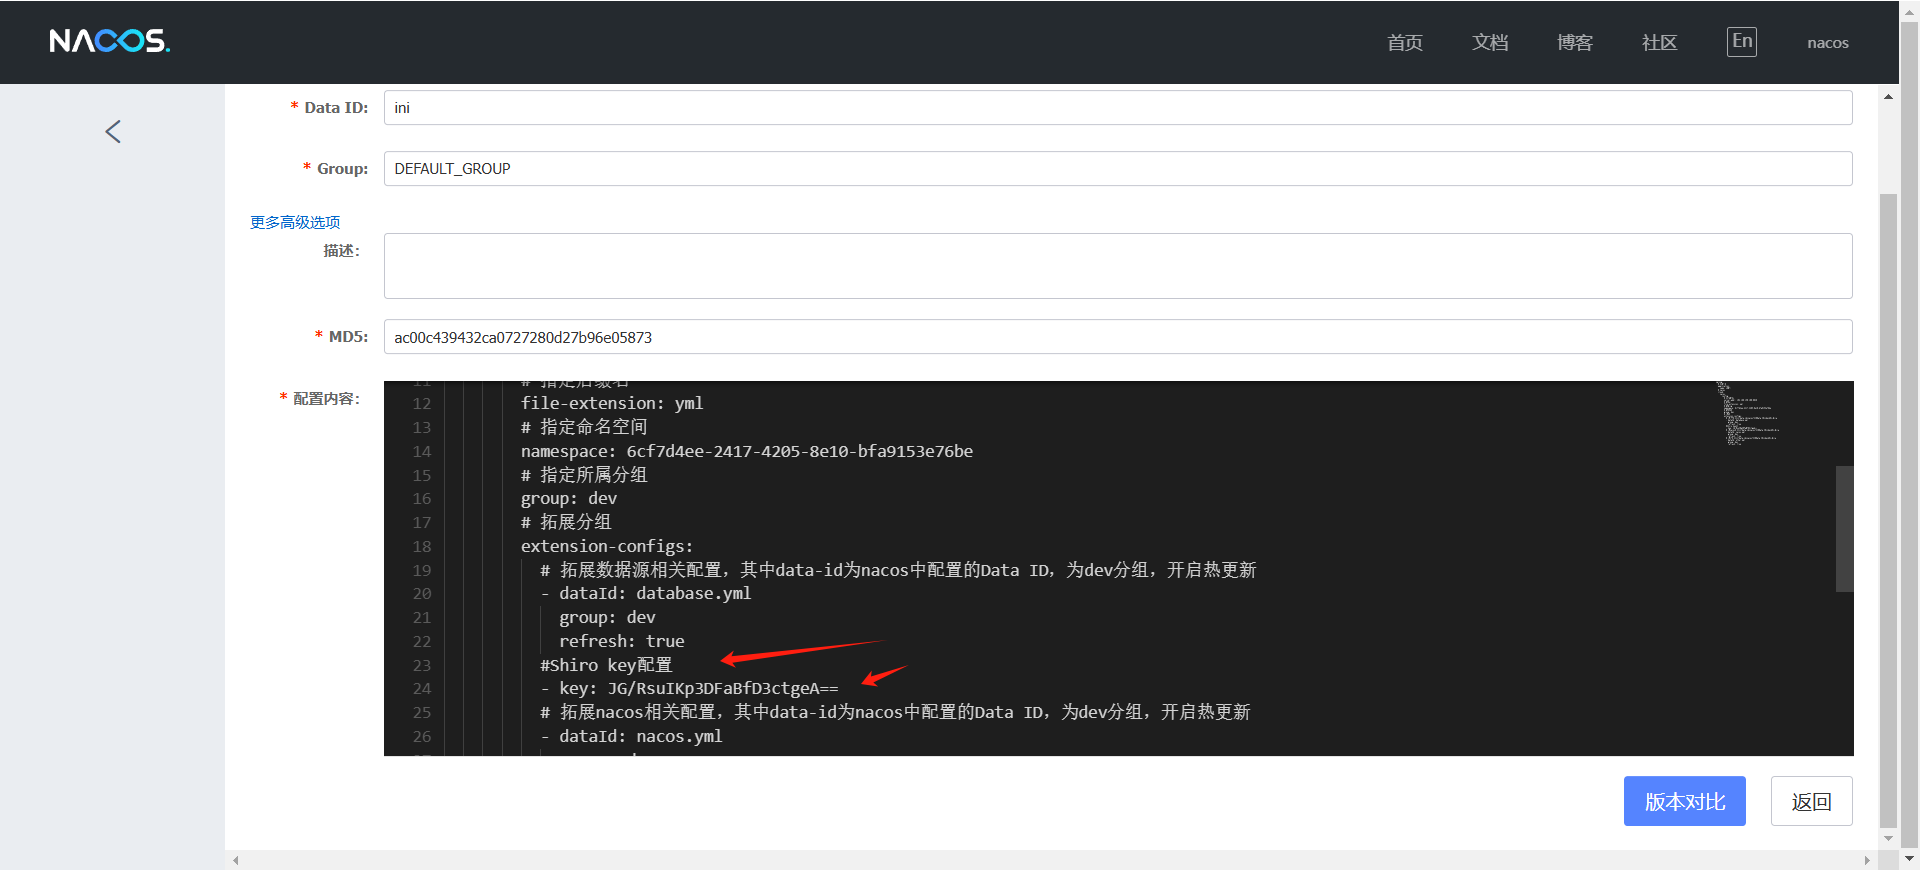 NACOS.
首页 文档 博客 社区 En nacos
* Data ID: ini
* Group: DEFAULT_GROUP
更多高级选项
描述:
* MD5: ac00c439432ca0727280d27b96e05873
* 配置内容:
11 # 指定后缀名
12 file-extension: yml
13 # 指定命名空间
14 namespace: 6cf7d4ee-2417-4205-8e10-bfa9153e76be
15 # 指定所属分组
16 group: dev
17 # 拓展分组
18 extension-configs:
19 # 拓展数据源相关配置，其中data-id为nacos中配置的Data ID，为dev分组，开启热更新
20 - dataId: database.yml
21 group: dev
22 refresh: true
23 #Shiro key配置
24 - key: JG/RsuIKp3DFaBfD3ctgeA==
25 # 拓展nacos相关配置，其中data-id为nacos中配置的Data ID，为dev分组，开启热更新
26 - dataId: nacos.yml
版本对比 返回